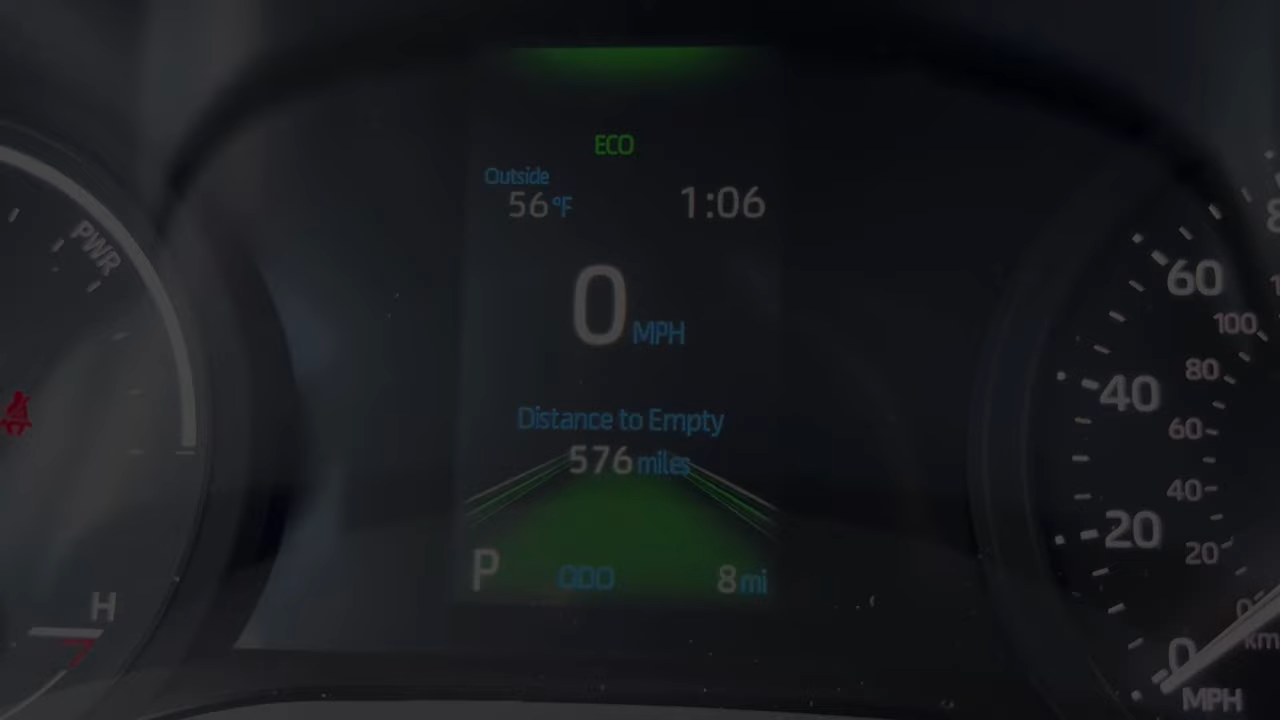 ECO
Outside
56°F 1:06
0 MPH
Distance to Empty
576 miles
P ODO 8 mi
PWR
H
60
40
20
0
MPH
100
80
60
40
20